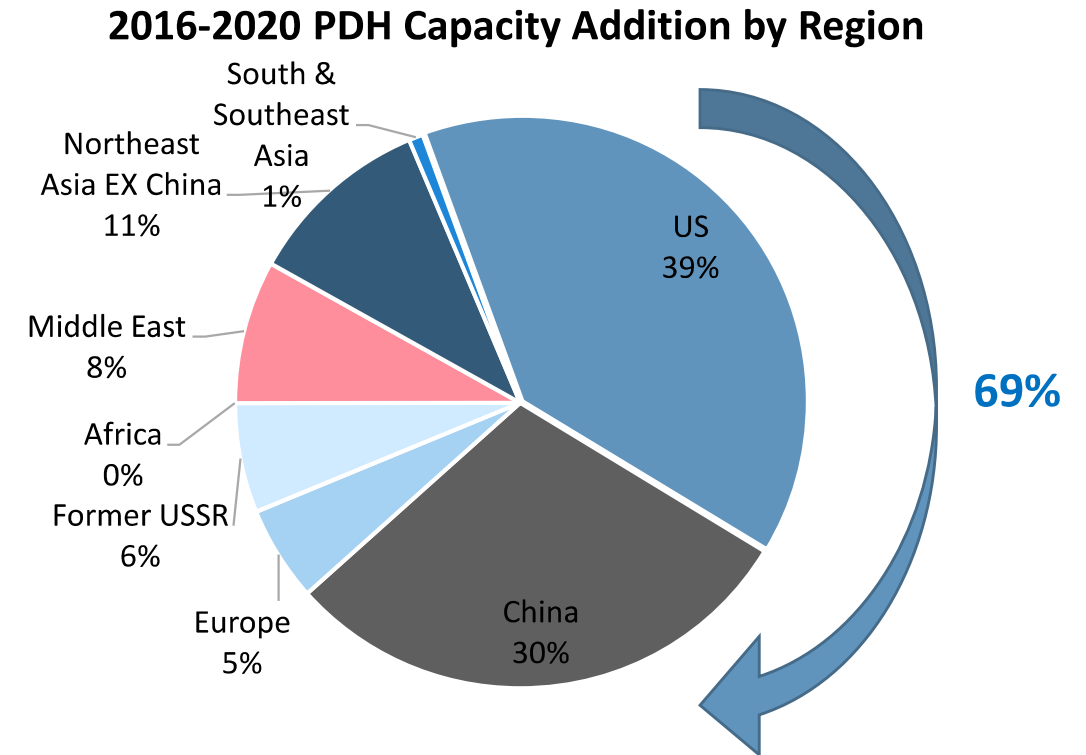 2016-2020 PDH Capacity Addition by Region
South &
Southeast
Asia
1%
Northeast
Asia EX China
11%
US
39%
Middle East
8%
69%
Africa
0%
Former USSR
6%
Europe
5%
China
30%